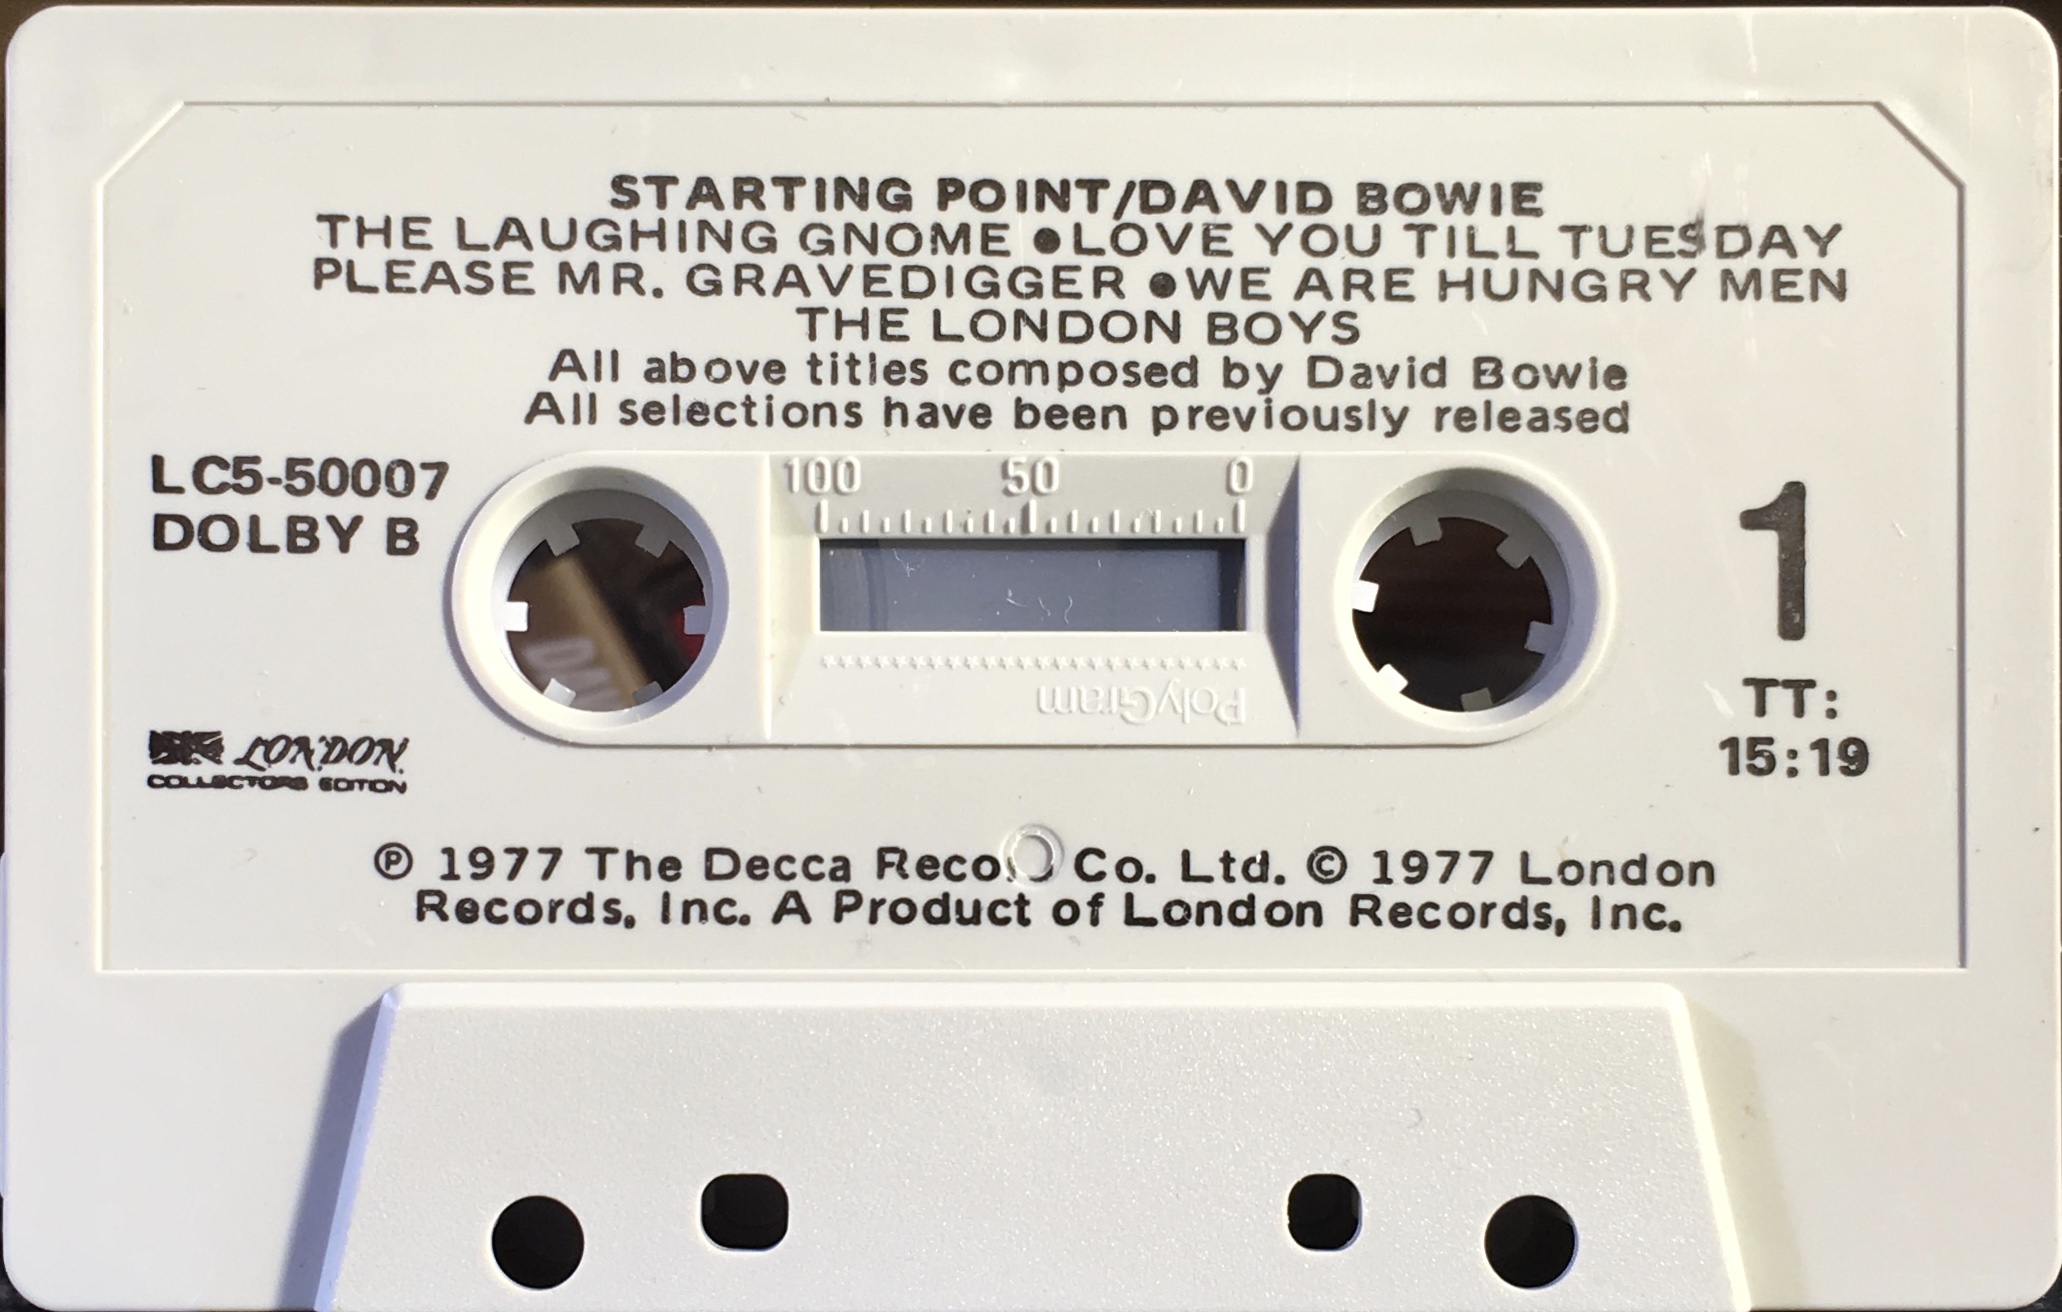 STARTING POINT/DAVID BOWIE
THE LAUGHING GNOME ●LOVE YOU TILL TUESDAY
PLEASE MR. GRAVEDIGGER ●WE ARE HUNGRY MEN
THE LONDON BOYS
All above titles composed by David Bowie
All selections have been previously released
LC5-50007
DOLBY B
100 50 0
1
PolyGram
TT:
15:19
LONDON
COLLECTORS EDITION
℗ 1977 The Decca Record Co. Ltd. © 1977 London
Records, Inc. A Product of London Records, Inc.